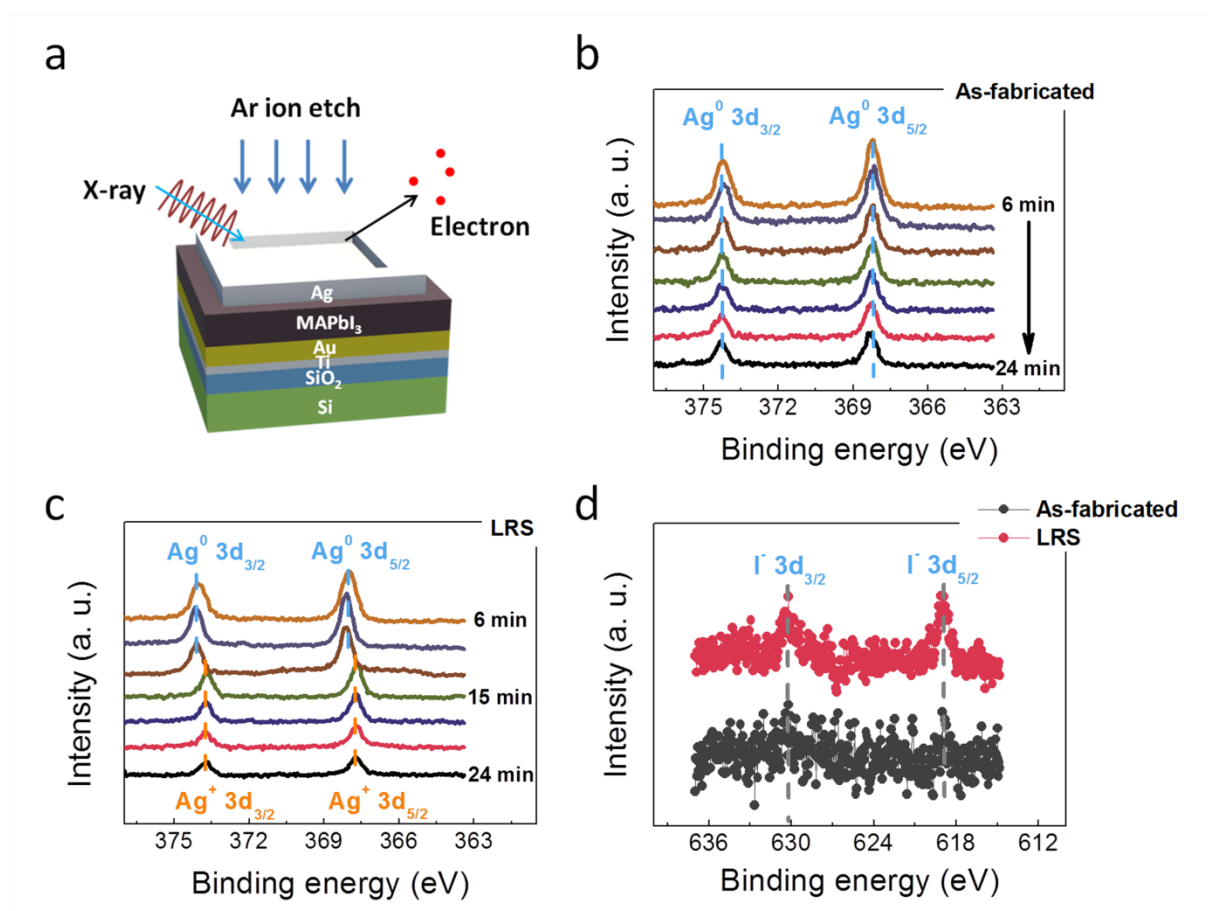 a
Ar ion etch
X-ray
Electron
Ag
MAPbI₃
Au
Ti
SiO₂
Si
b
As-fabricated
Ag⁰ 3d₃/₂ Ag⁰ 3d₅/₂
6 min
24 min
Intensity (a. u.)
375 372 369 366 363
Binding energy (eV)
c
LRS
Ag⁰ 3d₃/₂ Ag⁰ 3d₅/₂
6 min
15 min
24 min
Ag⁺ 3d₃/₂ Ag⁺ 3d₅/₂
Intensity (a. u.)
375 372 369 366 363
Binding energy (eV)
d
As-fabricated
LRS
I⁻ 3d₃/₂ I⁻ 3d₅/₂
Intensity (a. u.)
636 630 624 618 612
Binding energy (eV)